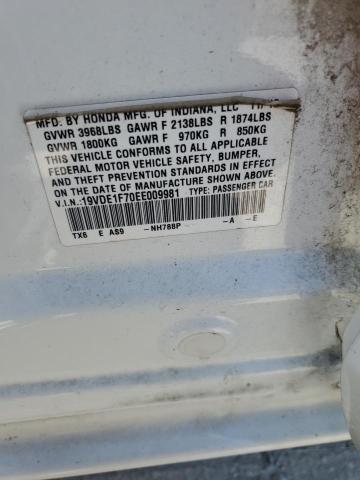 MFD. BY HONDA MFG. OF INDIANA, LLC
GVWR 3968LBS GAWR F 2138LBS R 1874LBS
GVWR 1800KG GAWR F 970KG R 850KG
THIS VEHICLE CONFORMS TO ALL APPLICABLE
FEDERAL MOTOR VEHICLE SAFETY, BUMPER,
AND THEFT PREVENTION STANDARDS IN EFFECT
ON THE DATE OF MANUFACTURE SHOWN ABOVE.
V.I.N.:19VDE1F70EE009981 TYPE: PASSENGER CAR
TX6 E AS9 -NH788P -A -E